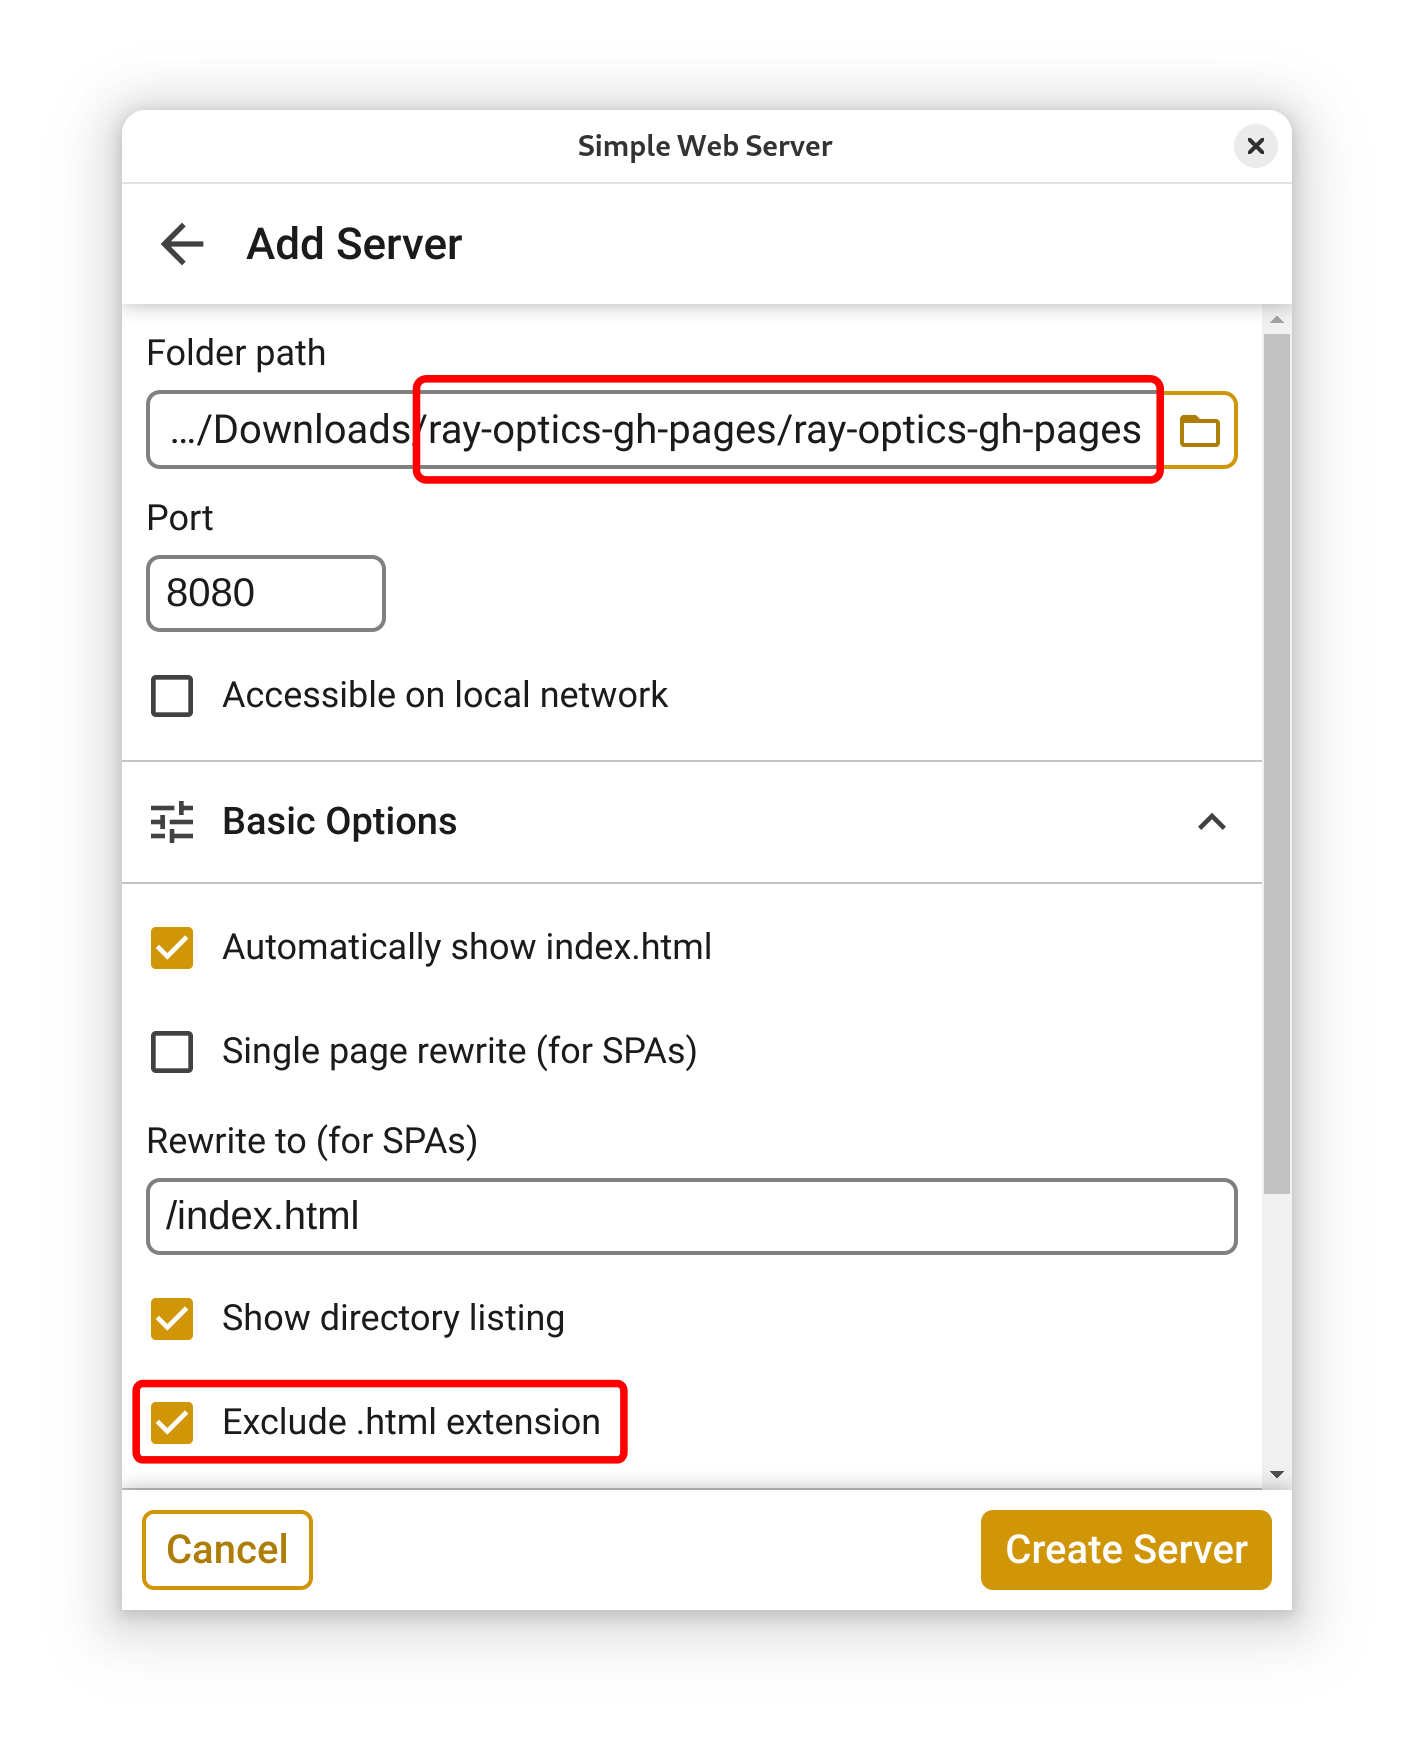 Simple Web Server
Add Server
Folder path
.../Downloads/ray-optics-gh-pages/ray-optics-gh-pages
Port
8080
Accessible on local network
Basic Options
Automatically show index.html
Single page rewrite (for SPAs)
Rewrite to (for SPAs)
/index.html
Show directory listing
Exclude .html extension
Cancel
Create Server